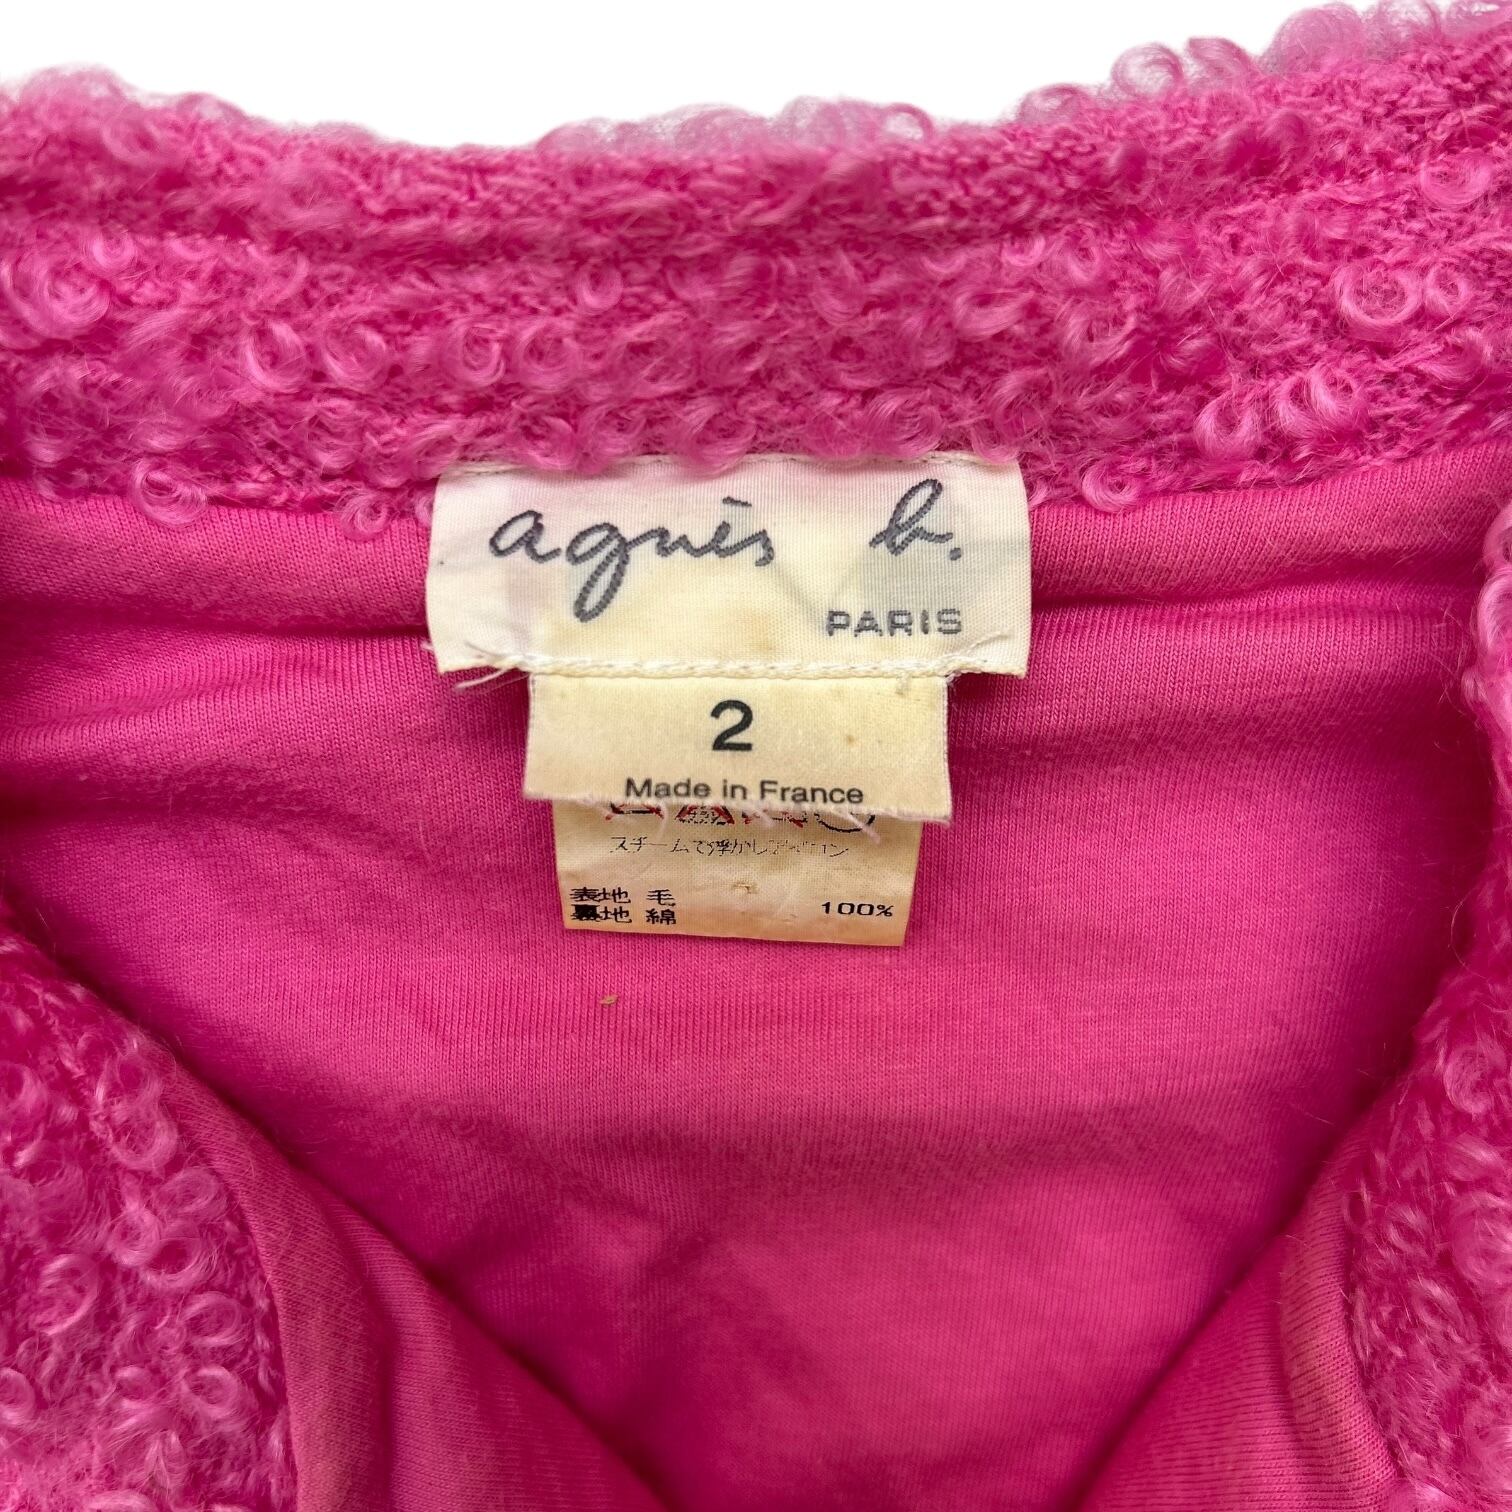 agnès b.
PARIS
2
Made in France
スチームで浮かしアイロン
表地 毛
裏地 綿 100%